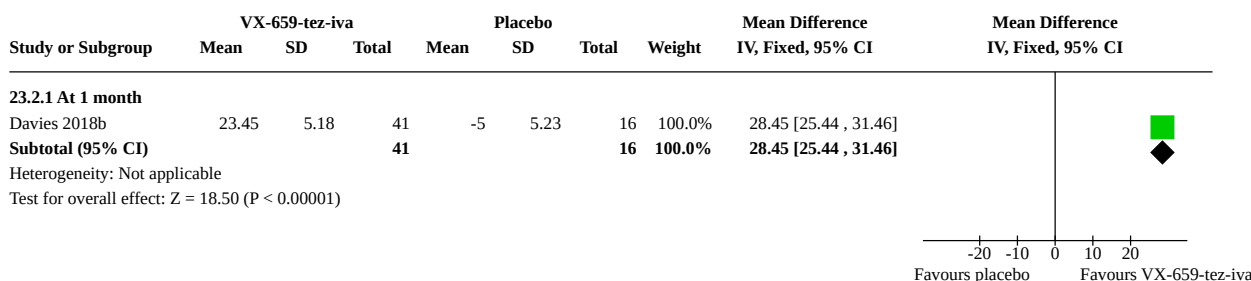 VX-659-tez-iva Placebo Mean Difference Mean Difference
Study or Subgroup Mean SD Total Mean SD Total Weight IV, Fixed, 95% CI IV, Fixed, 95% CI
23.2.1 At 1 month
Davies 2018b 23.45 5.18 41 -5 5.23 16 100.0% 28.45 [25.44 , 31.46]
Subtotal (95% CI) 41 16 100.0% 28.45 [25.44 , 31.46]
Heterogeneity: Not applicable
Test for overall effect: Z = 18.50 (P < 0.00001)
-20 -10 0 10 20
Favours placebo Favours VX-659-tez-iva